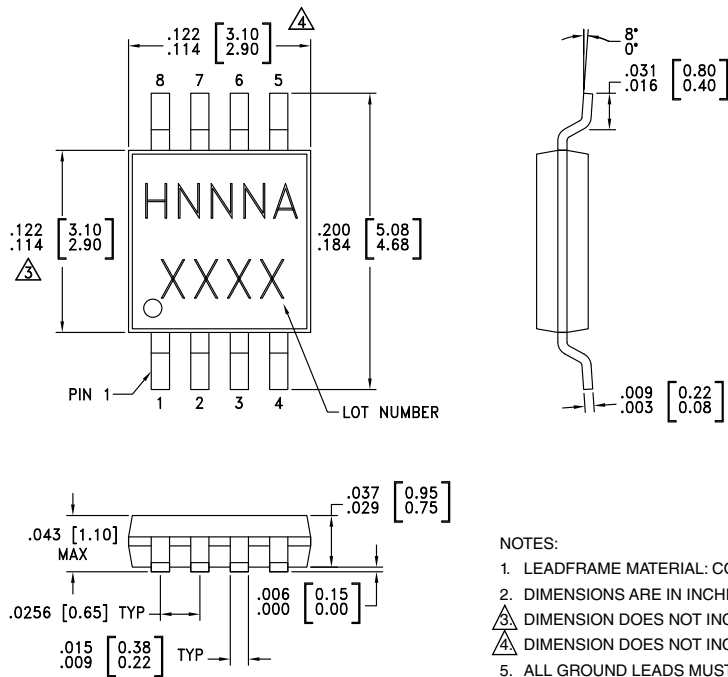 .122 [3.10]
.114 [2.90]
4
8 7 6 5
8°
0°
.031 [0.80]
.016 [0.40]
HNNNA
XXXX
.122 [3.10]
.114 [2.90]
3
.200 [5.08]
.184 [4.68]
PIN 1
1 2 3 4
LOT NUMBER
.009 [0.22]
.003 [0.08]
.037 [0.95]
.029 [0.75]
.043 [1.10]
MAX
.0256 [0.65] TYP
.006 [0.15]
.000 [0.00]
.015 [0.38]
.009 [0.22]
TYP
NOTES:
1. LEADFRAME MATERIAL:
2. DIMENSIONS ARE IN
3. DIMENSION DOES NOT
4. DIMENSION DOES NOT
5. ALL GROUND LEADS MUST